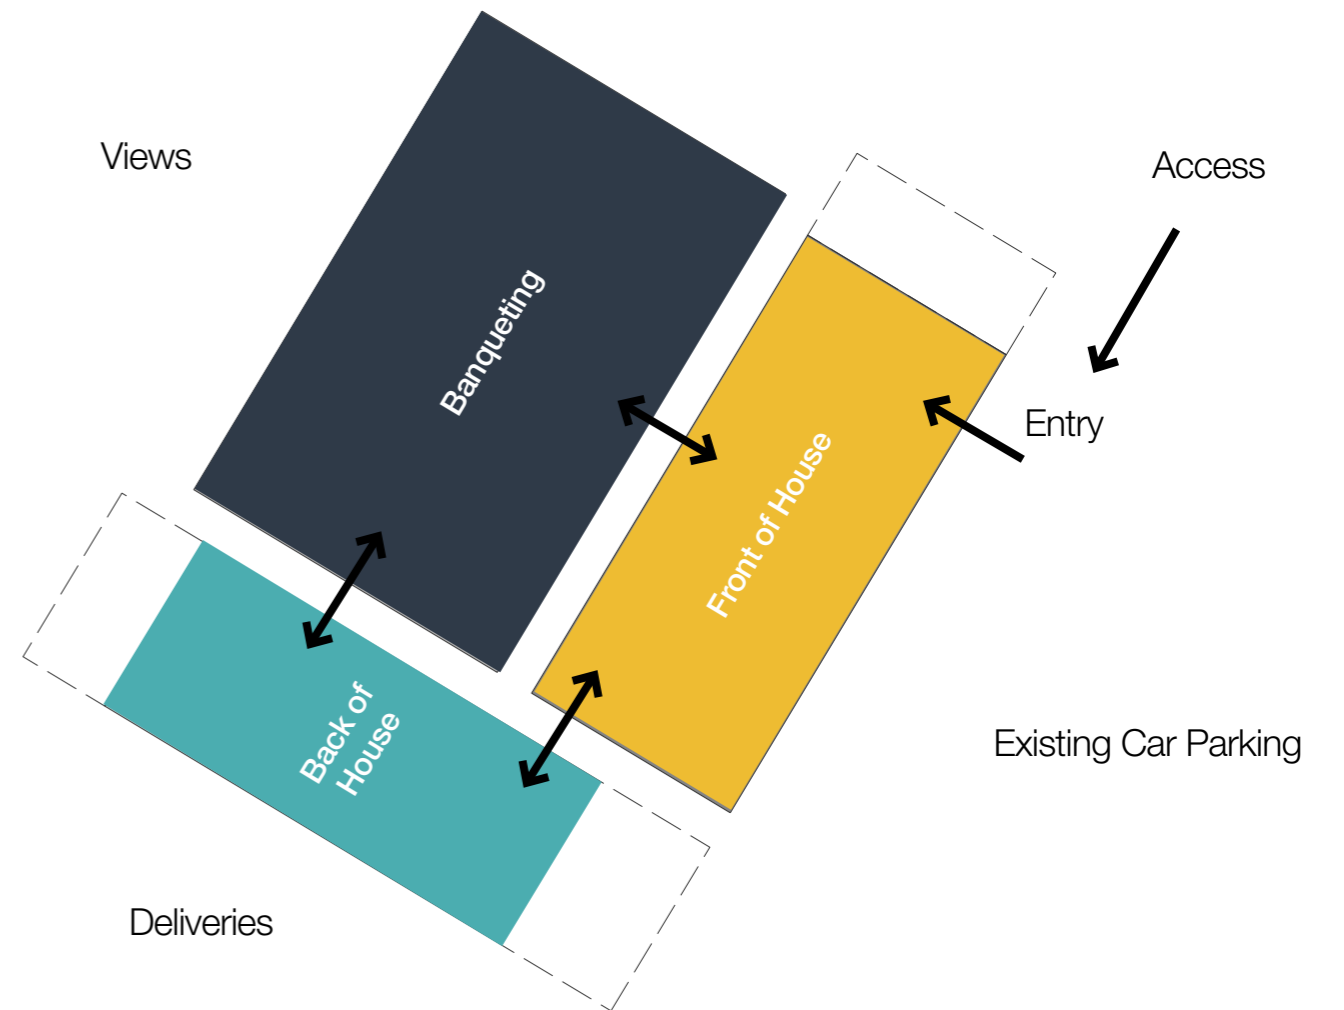 Views
Access
Banqueting
Entry
Front of House
Back of
House
Existing Car Parking
Deliveries